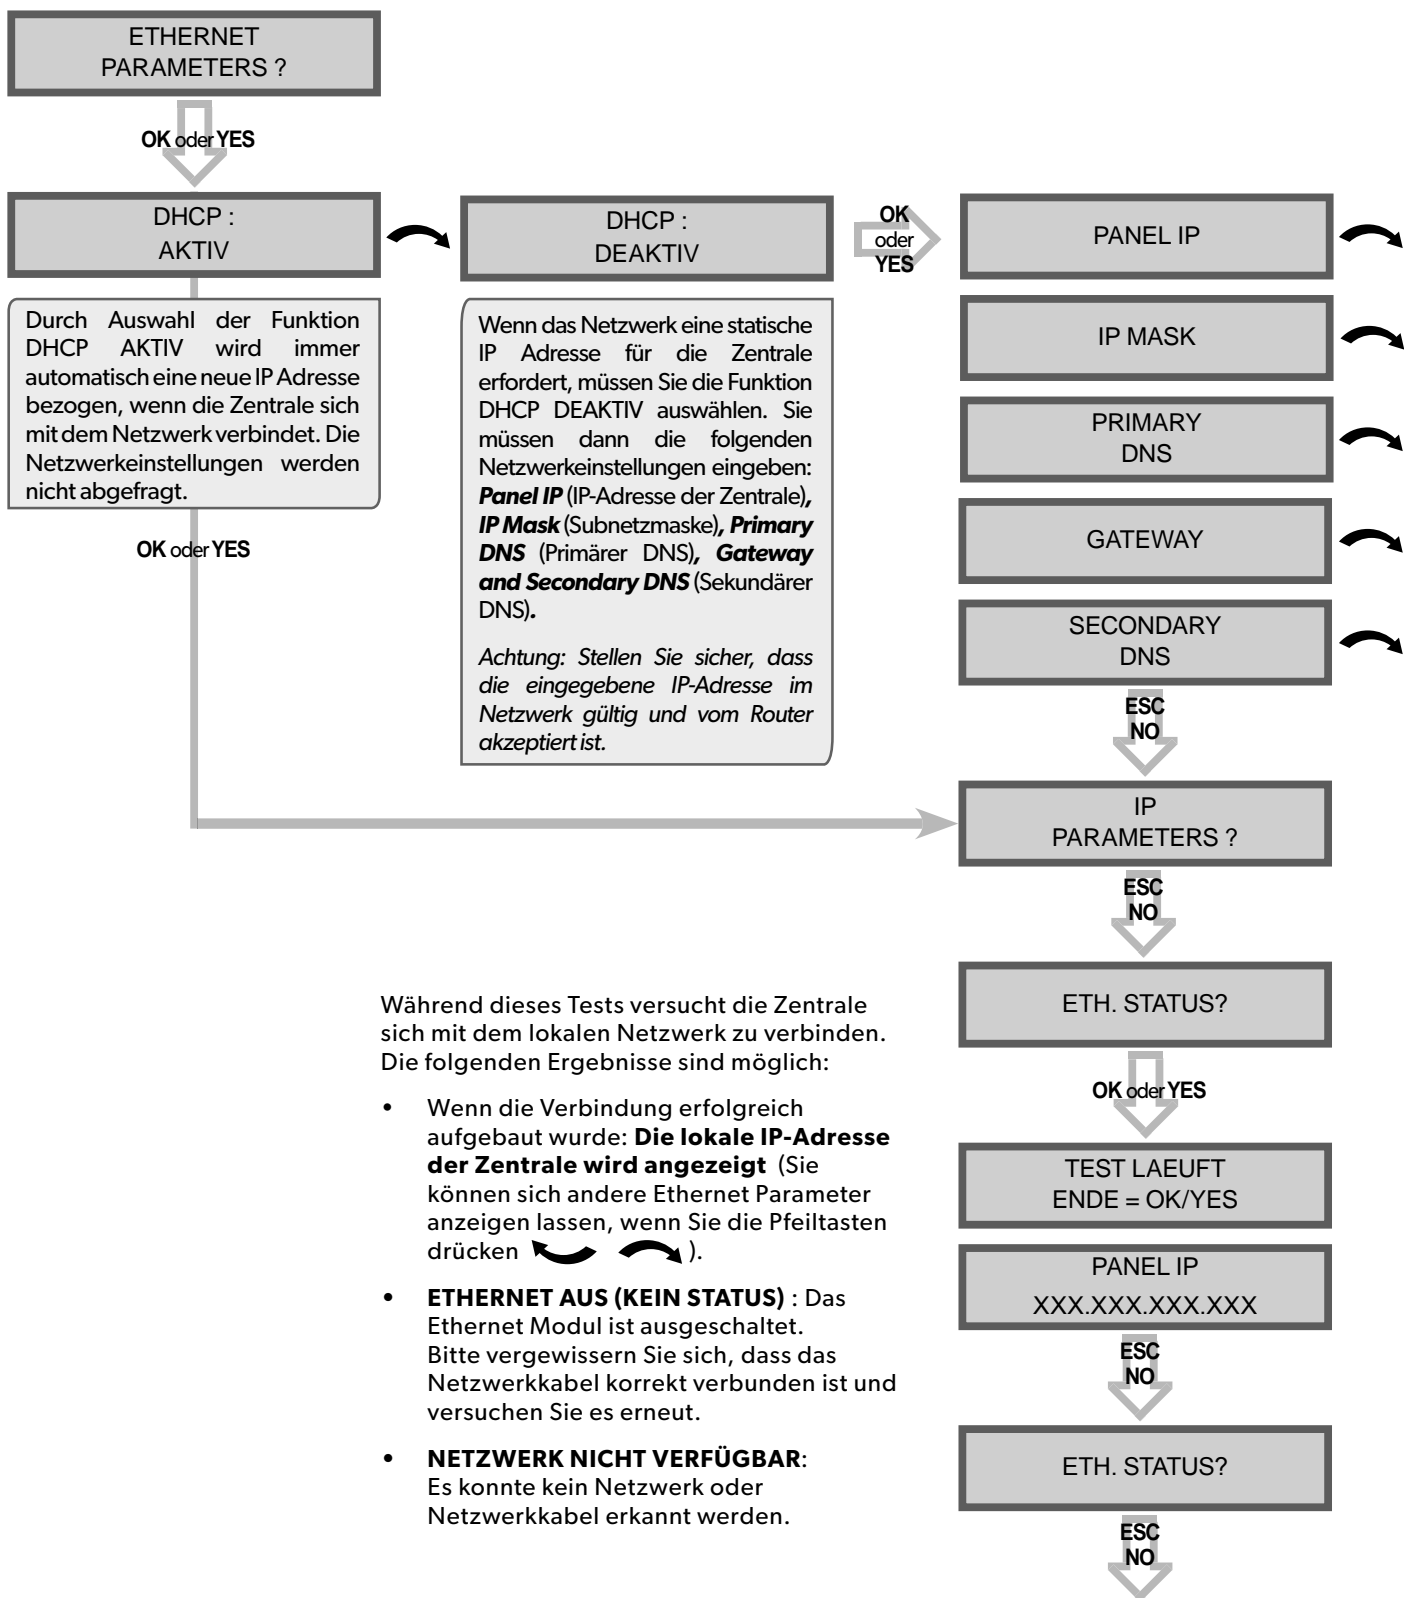 ETHERNET
PARAMETERS ?
OK oder YES
DHCP :
AKTIV
Durch Auswahl der Funktion
DHCP AKTIV wird immer
automatisch eine neue IP Adresse
bezogen, wenn die Zentrale sich
mit dem Netzwerk verbindet. Die
Netzwerkeinstellungen werden
nicht abgefragt.
OK oder YES
DHCP :
DEAKTIV
Wenn das Netzwerk eine statische
IP Adresse für die Zentrale
erfordert, müssen Sie die Funktion
DHCP DEAKTIV auswählen. Sie
müssen dann die folgenden
Netzwerkeinstellungen eingeben:
Panel IP (IP-Adresse der Zentrale),
IP Mask (Subnetzmaske), Primary
DNS (Primärer DNS), Gateway
and Secondary DNS (Sekundärer
DNS).
Achtung: Stellen Sie sicher, dass
die eingegebene IP-Adresse im
Netzwerk gültig und vom Router
akzeptiert ist.
OK
oder
YES
PANEL IP
IP MASK
PRIMARY
DNS
GATEWAY
SECONDARY
DNS
ESC
NO
IP
PARAMETERS ?
ESC
NO
ETH. STATUS?
OK oder YES
TEST LAEUFT
ENDE = OK/YES
PANEL IP
XXX.XXX.XXX.XXX
ESC
NO
ETH. STATUS?
ESC
NO
Während dieses Tests versucht die Zentrale
sich mit dem lokalen Netzwerk zu verbinden.
Die folgenden Ergebnisse sind möglich:
• Wenn die Verbindung erfolgreich
aufgebaut wurde: Die lokale IP-Adresse
der Zentrale wird angezeigt (Sie
können sich andere Ethernet Parameter
anzeigen lassen, wenn Sie die Pfeiltasten
drücken ).
• ETHERNET AUS (KEIN STATUS) : Das
Ethernet Modul ist ausgeschaltet.
Bitte vergewissern Sie sich, dass das
Netzwerkkabel korrekt verbunden ist und
versuchen Sie es erneut.
• NETZWERK NICHT VERFÜGBAR:
Es konnte kein Netzwerk oder
Netzwerkkabel erkannt werden.